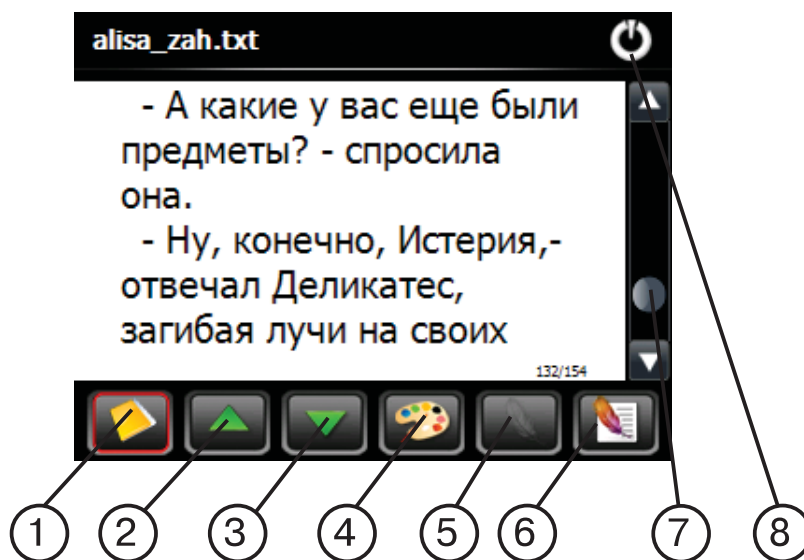 alisa_zah.txt
- А какие у вас еще были
предметы? - спросила
она.
- Ну, конечно, Истерия,-
отвечал Деликатес,
загибая лучи на своих
132/154
1 2 3 4 5 6 7 8